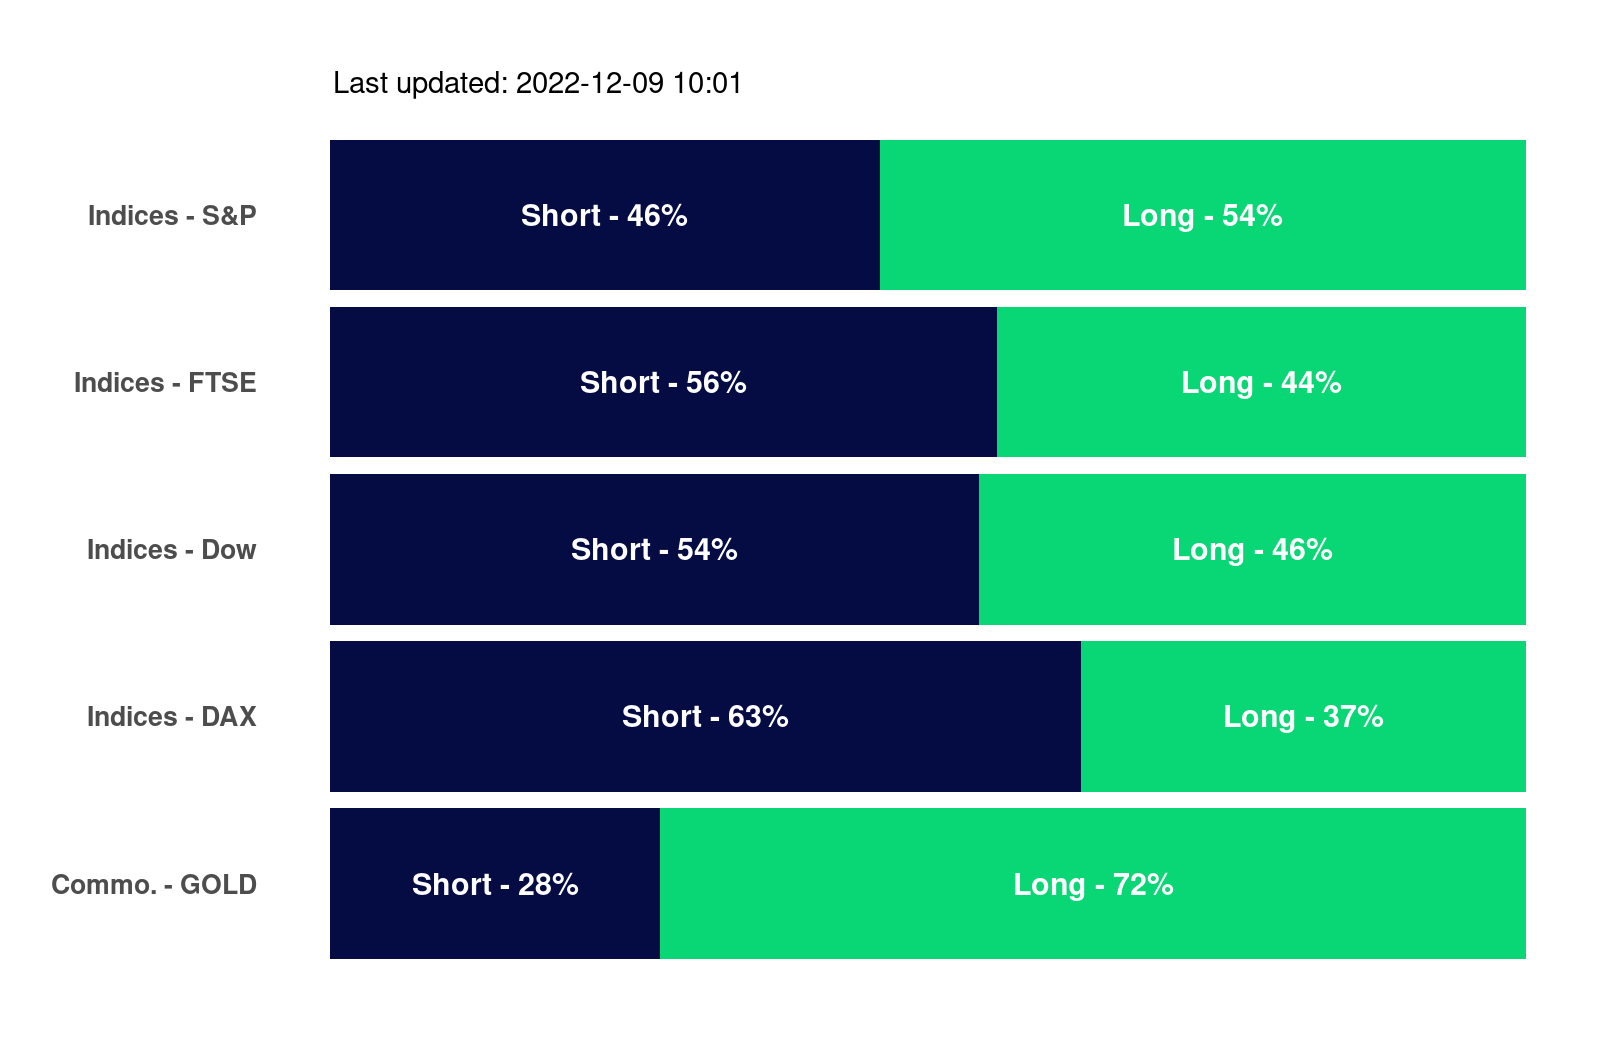 Last updated: 2022-12-09 10:01
Indices - S&P Short - 46% Long - 54%
Indices - FTSE Short - 56% Long - 44%
Indices - Dow Short - 54% Long - 46%
Indices - DAX Short - 63% Long - 37%
Commo. - GOLD Short - 28% Long - 72%